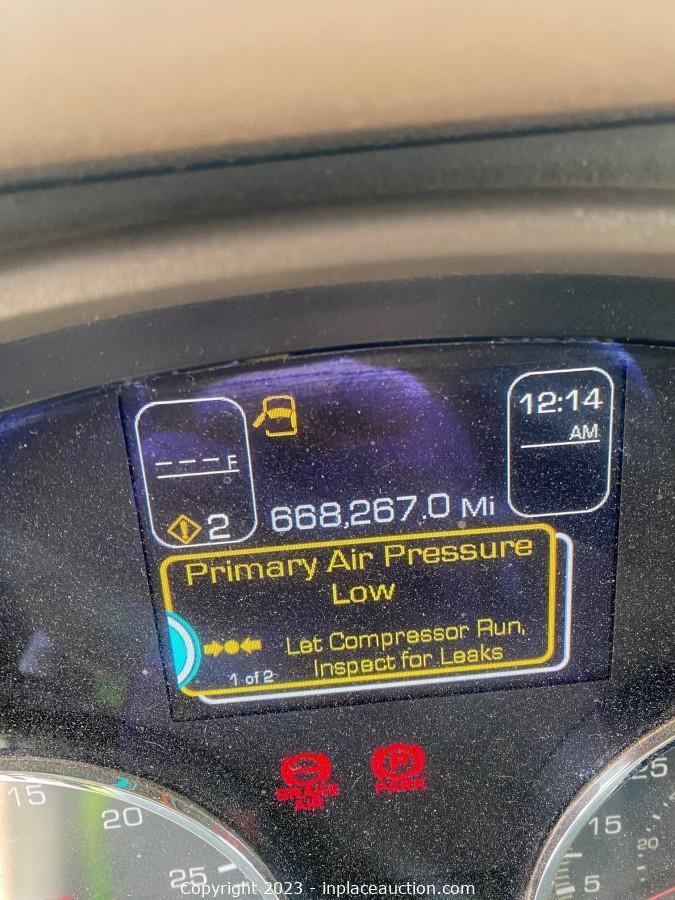 12:14
AM
--- F
2
668,267.0 Mi
Primary Air Pressure
Low
Let Compressor Run,
Inspect for Leaks
1 of 2
BRAKE
AIR
P
PARK
15
20
25
25
15
20
5
Copyright 2023 - inplaceauction.com